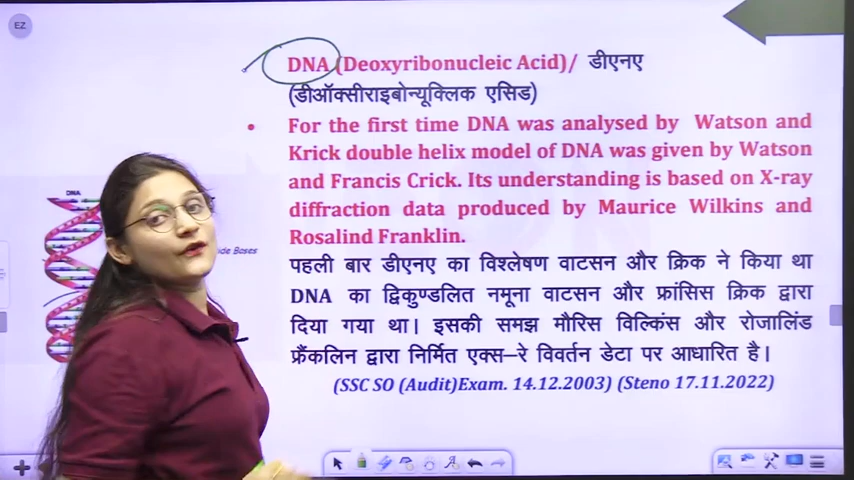 EZ
DNA (Deoxyribonucleic Acid)/ डीएनए
(डीऑक्सीराइबोन्यूक्लिक एसिड)
• For the first time DNA was analysed by Watson and
Krick double helix model of DNA was given by Watson
and Francis Crick. Its understanding is based on X-ray
diffraction data produced by Maurice Wilkins and
Rosalind Franklin.
पहली बार डीएनए का विश्लेषण वाटसन और क्रिक ने किया था
DNA का द्विकुण्डलित नमूना वाटसन और फ्रांसिस क्रिक द्वारा
दिया गया था। इसकी समझ मौरिस विल्किंस और रोजालिंड
फ्रैंकलिन द्वारा निर्मित एक्स–रे विवर्तन डेटा पर आधारित है।
(SSC SO (Audit)Exam. 14.12.2003) (Steno 17.11.2022)
DNA
Bases